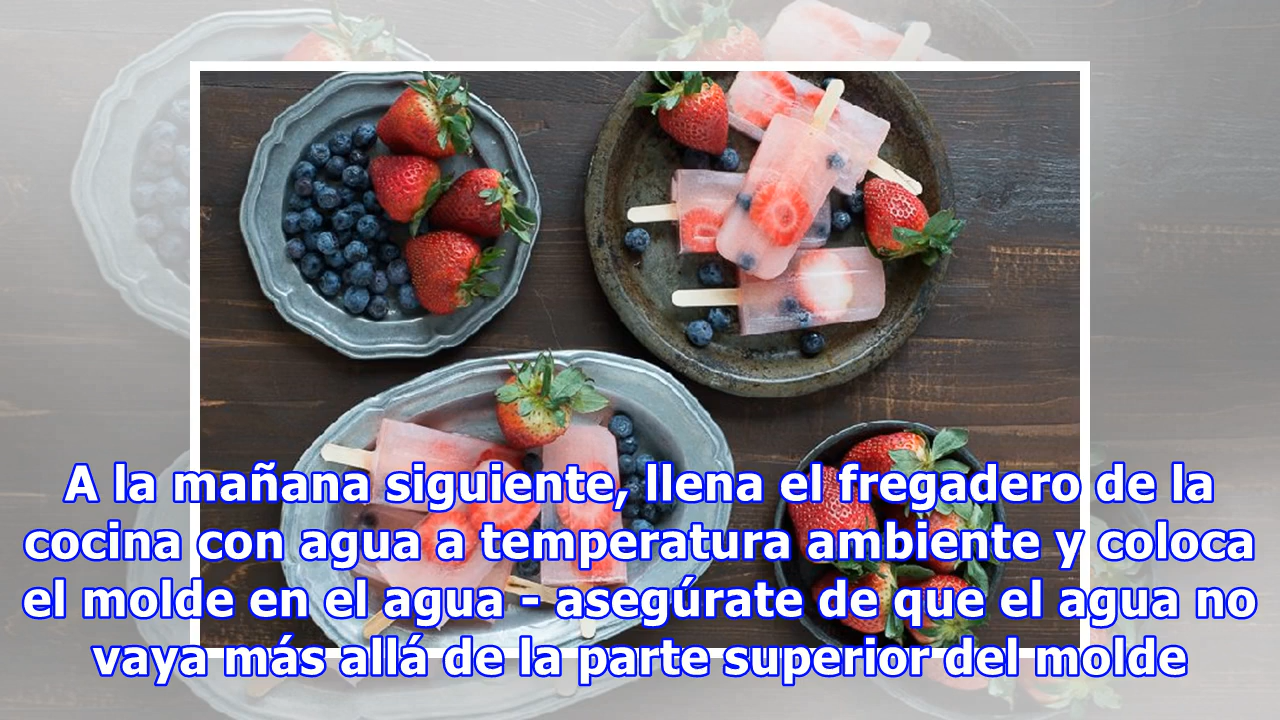 A la mañana siguiente, llena el fregadero de la
cocina con agua a temperatura ambiente y coloca
el molde en el agua - asegúrate de que el agua no
vaya más allá de la parte superior del molde